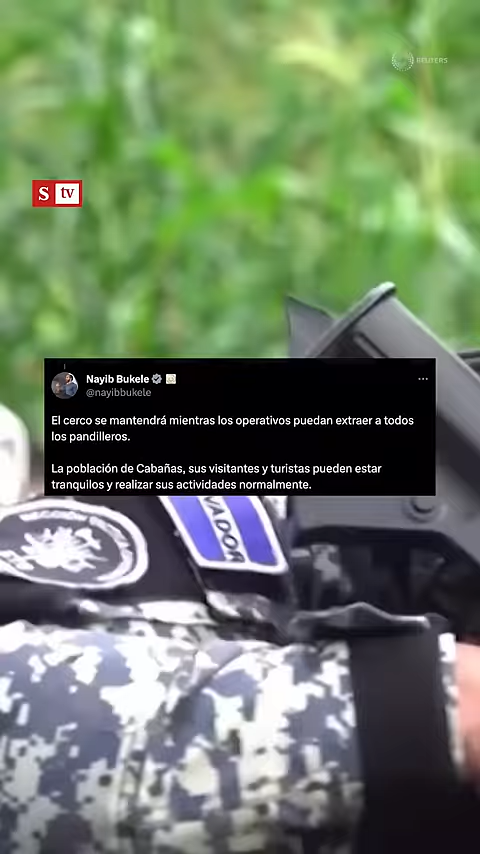 REUTERS
S tv
Nayib Bukele
@nayibbukele
El cerco se mantendrá mientras los operativos puedan extraer a todos
los pandilleros.
La población de Cabañas, sus visitantes y turistas pueden estar
tranquilos y realizar sus actividades normalmente.
VADOR